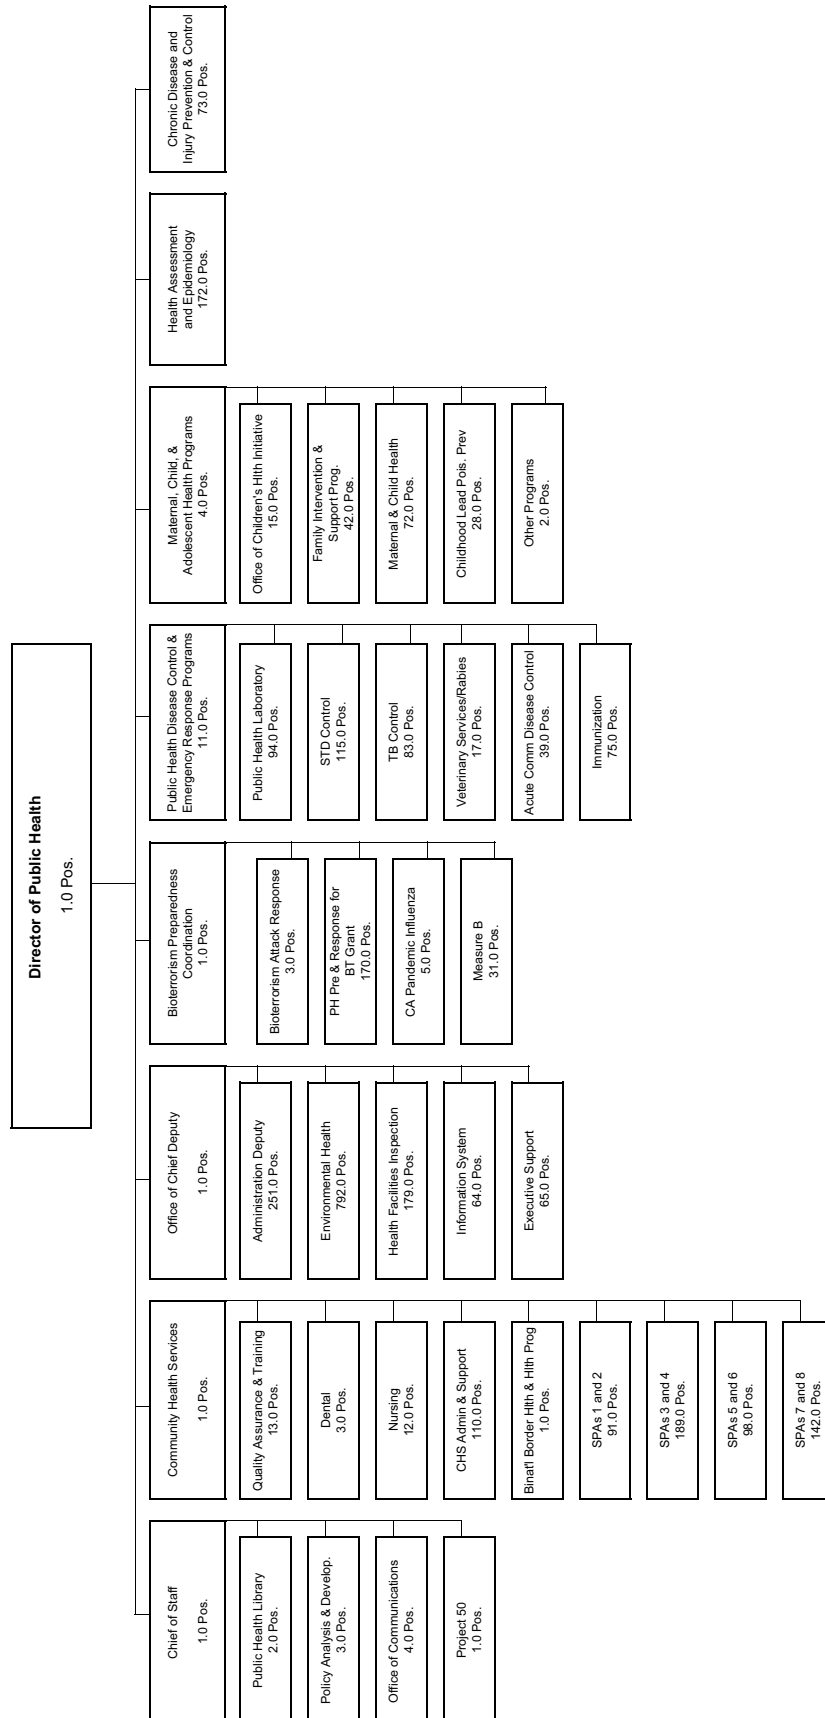 Director of Public Health
1.0 Pos.
Chief of Staff
1.0 Pos.
Public Health Library
2.0 Pos.
Policy Analysis & Develop.
3.0 Pos.
Office of Communications
4.0 Pos.
Project 50
1.0 Pos.
Community Health Services
1.0 Pos.
Quality Assurance & Training
13.0 Pos.
Dental
3.0 Pos.
Nursing
12.0 Pos.
CHS Admin & Support
110.0 Pos.
Binat'l Border Hlth & Hlth Prog
1.0 Pos.
SPAs 1 and 2
91.0 Pos.
SPAs 3 and 4
189.0 Pos.
SPAs 5 and 6
98.0 Pos.
SPAs 7 and 8
142.0 Pos.
Office of Chief Deputy
1.0 Pos.
Administration Deputy
251.0 Pos.
Environmental Health
792.0 Pos.
Health Facilities Inspection
179.0 Pos.
Information System
64.0 Pos.
Executive Support
65.0 Pos.
Bioterrorism Preparedness
Coordination
1.0 Pos.
Bioterrorism Attack Response
3.0 Pos.
PH Pre & Response for
BT Grant
170.0 Pos.
CA Pandemic Influenza
5.0 Pos.
Measure B
31.0 Pos.
Public Health Disease Control &
Emergency Response Programs
11.0 Pos.
Public Health Laboratory
94.0 Pos.
STD Control
115.0 Pos.
TB Control
83.0 Pos.
Veterinary Services/Rabies
17.0 Pos.
Acute Comm Disease Control
39.0 Pos.
Immunization
75.0 Pos.
Maternal, Child, &
Adolescent Health Programs
4.0 Pos.
Office of Children's Hlth Initiative
15.0 Pos.
Family Intervention &
Support Prog.
42.0 Pos.
Maternal & Child Health
72.0 Pos.
Childhood Lead Pois. Prev
28.0 Pos.
Other Programs
2.0 Pos.
Health Assessment
and Epidemiology
172.0 Pos.
Chronic Disease and
Injury Prevention & Control
73.0 Pos.